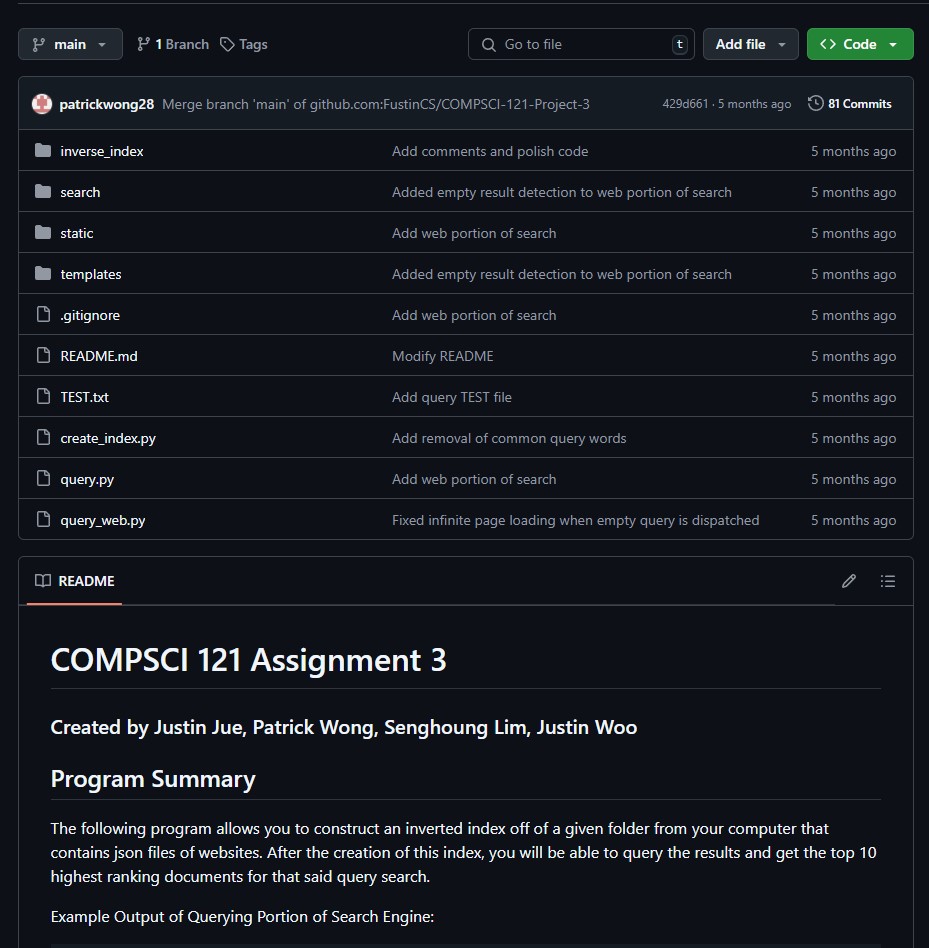 main 1 Branch Tags Go to file t Add file Code
patrickwong28 Merge branch 'main' of github.com:FustinCS/COMPSCI-121-Project-3 429d661 · 5 months ago 81 Commits
inverse_index Add comments and polish code 5 months ago
search Added empty result detection to web portion of search 5 months ago
static Add web portion of search 5 months ago
templates Added empty result detection to web portion of search 5 months ago
.gitignore Add web portion of search 5 months ago
README.md Modify README 5 months ago
TEST.txt Add query TEST file 5 months ago
create_index.py Add removal of common query words 5 months ago
query.py Add web portion of search 5 months ago
query_web.py Fixed infinite page loading when empty query is dispatched 5 months ago
README
COMPSCI 121 Assignment 3
Created by Justin Jue, Patrick Wong, Senghoung Lim, Justin Woo
Program Summary
The following program allows you to construct an inverted index off of a given folder from your computer that
contains json files of websites. After the creation of this index, you will be able to query the results and get the top 10
highest ranking documents for that said query search.
Example Output of Querying Portion of Search Engine: